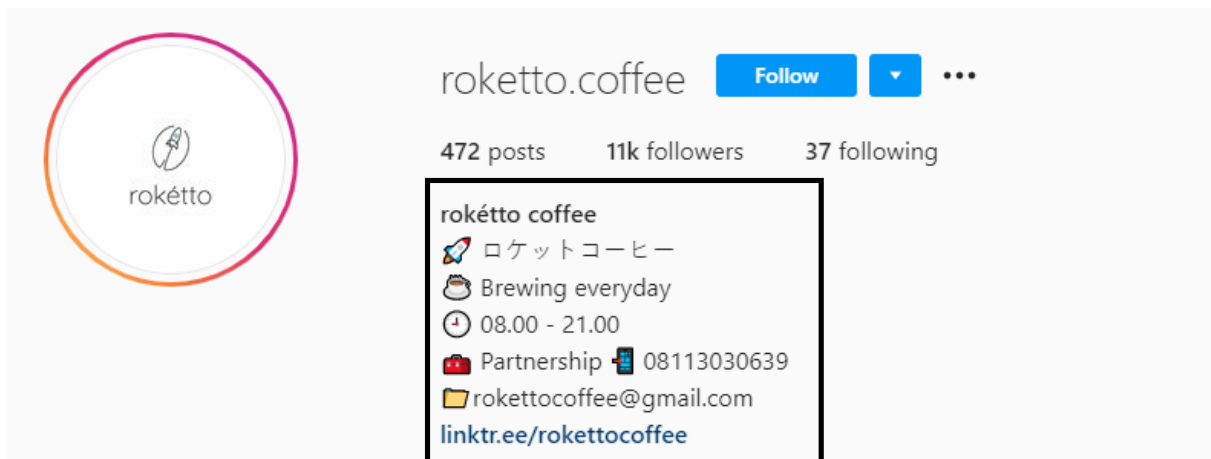 rokétto
roketto.coffee Follow
472 posts 11k followers 37 following
rokétto coffee
🚀 ロケットコーヒー
☕ Brewing everyday
🕘 08.00 - 21.00
🧰 Partnership 📲 08113030639
📁rokettocoffee@gmail.com
linktr.ee/rokettocoffee